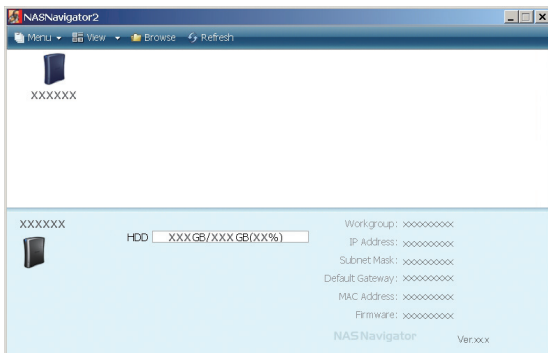 NASNavigator2
Menu View Browse Refresh
XXXXXX
XXXXXX
HDD XXXGB/XXXGB(XX%)
Workgroup: xxxxxxxxx
IP Address: xxxxxxxxx
Subnet Mask: xxxxxxxxx
Default Gateway: xxxxxxxxx
MAC Address: xxxxxxxxx
Firmware: xxxxxxxxx
NASNavigator
Ver.xx.x